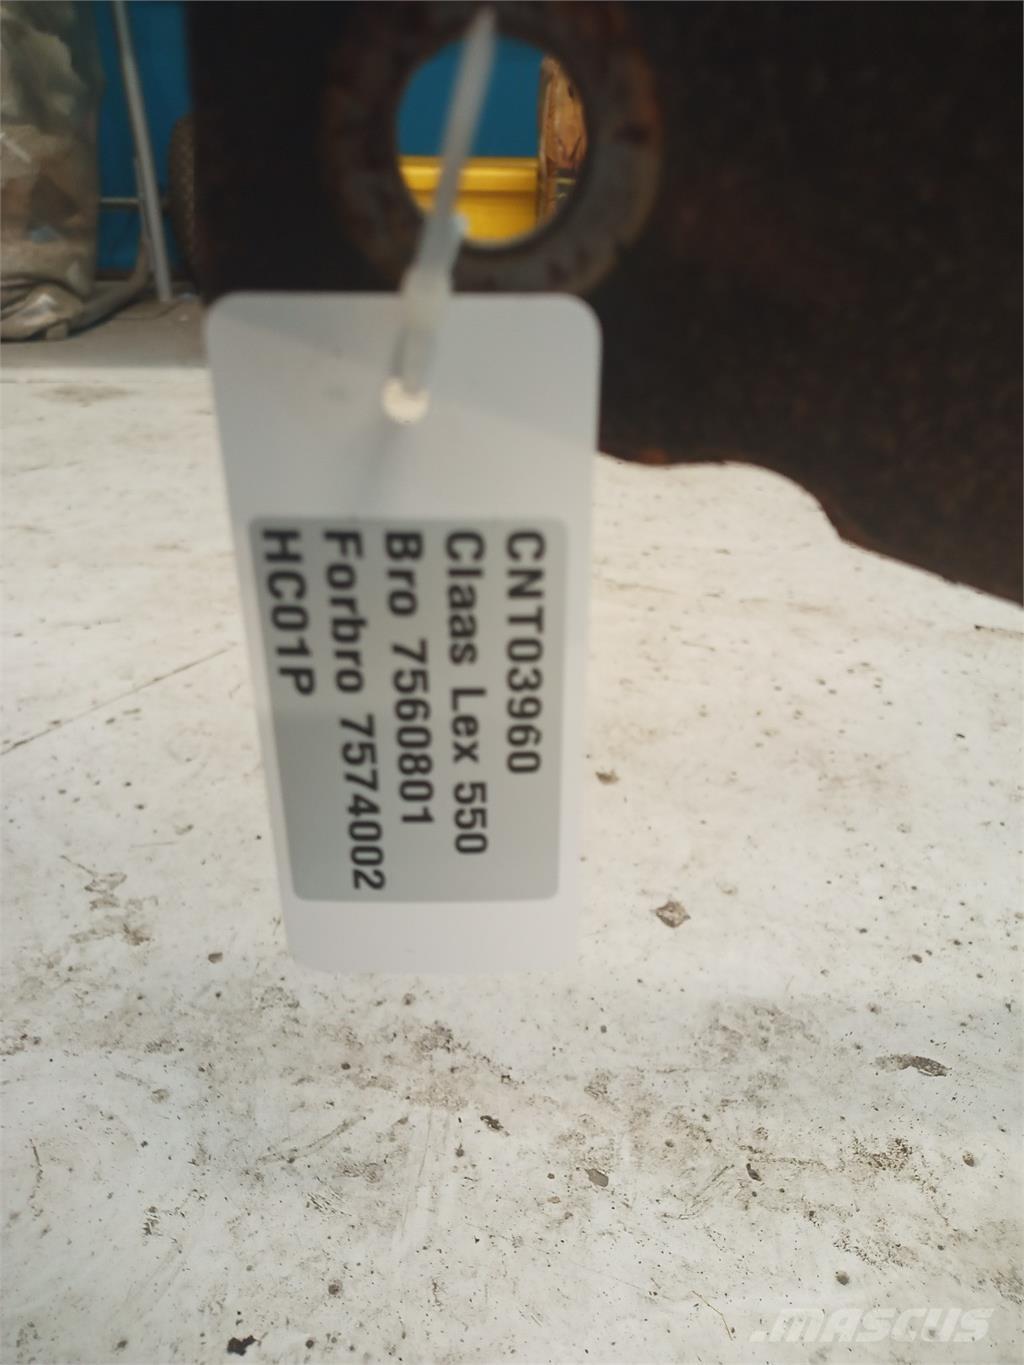 CNT03960
Claas Lex 550
Bro 7560801
Forbro 7574002
HC01P
.MASCUS